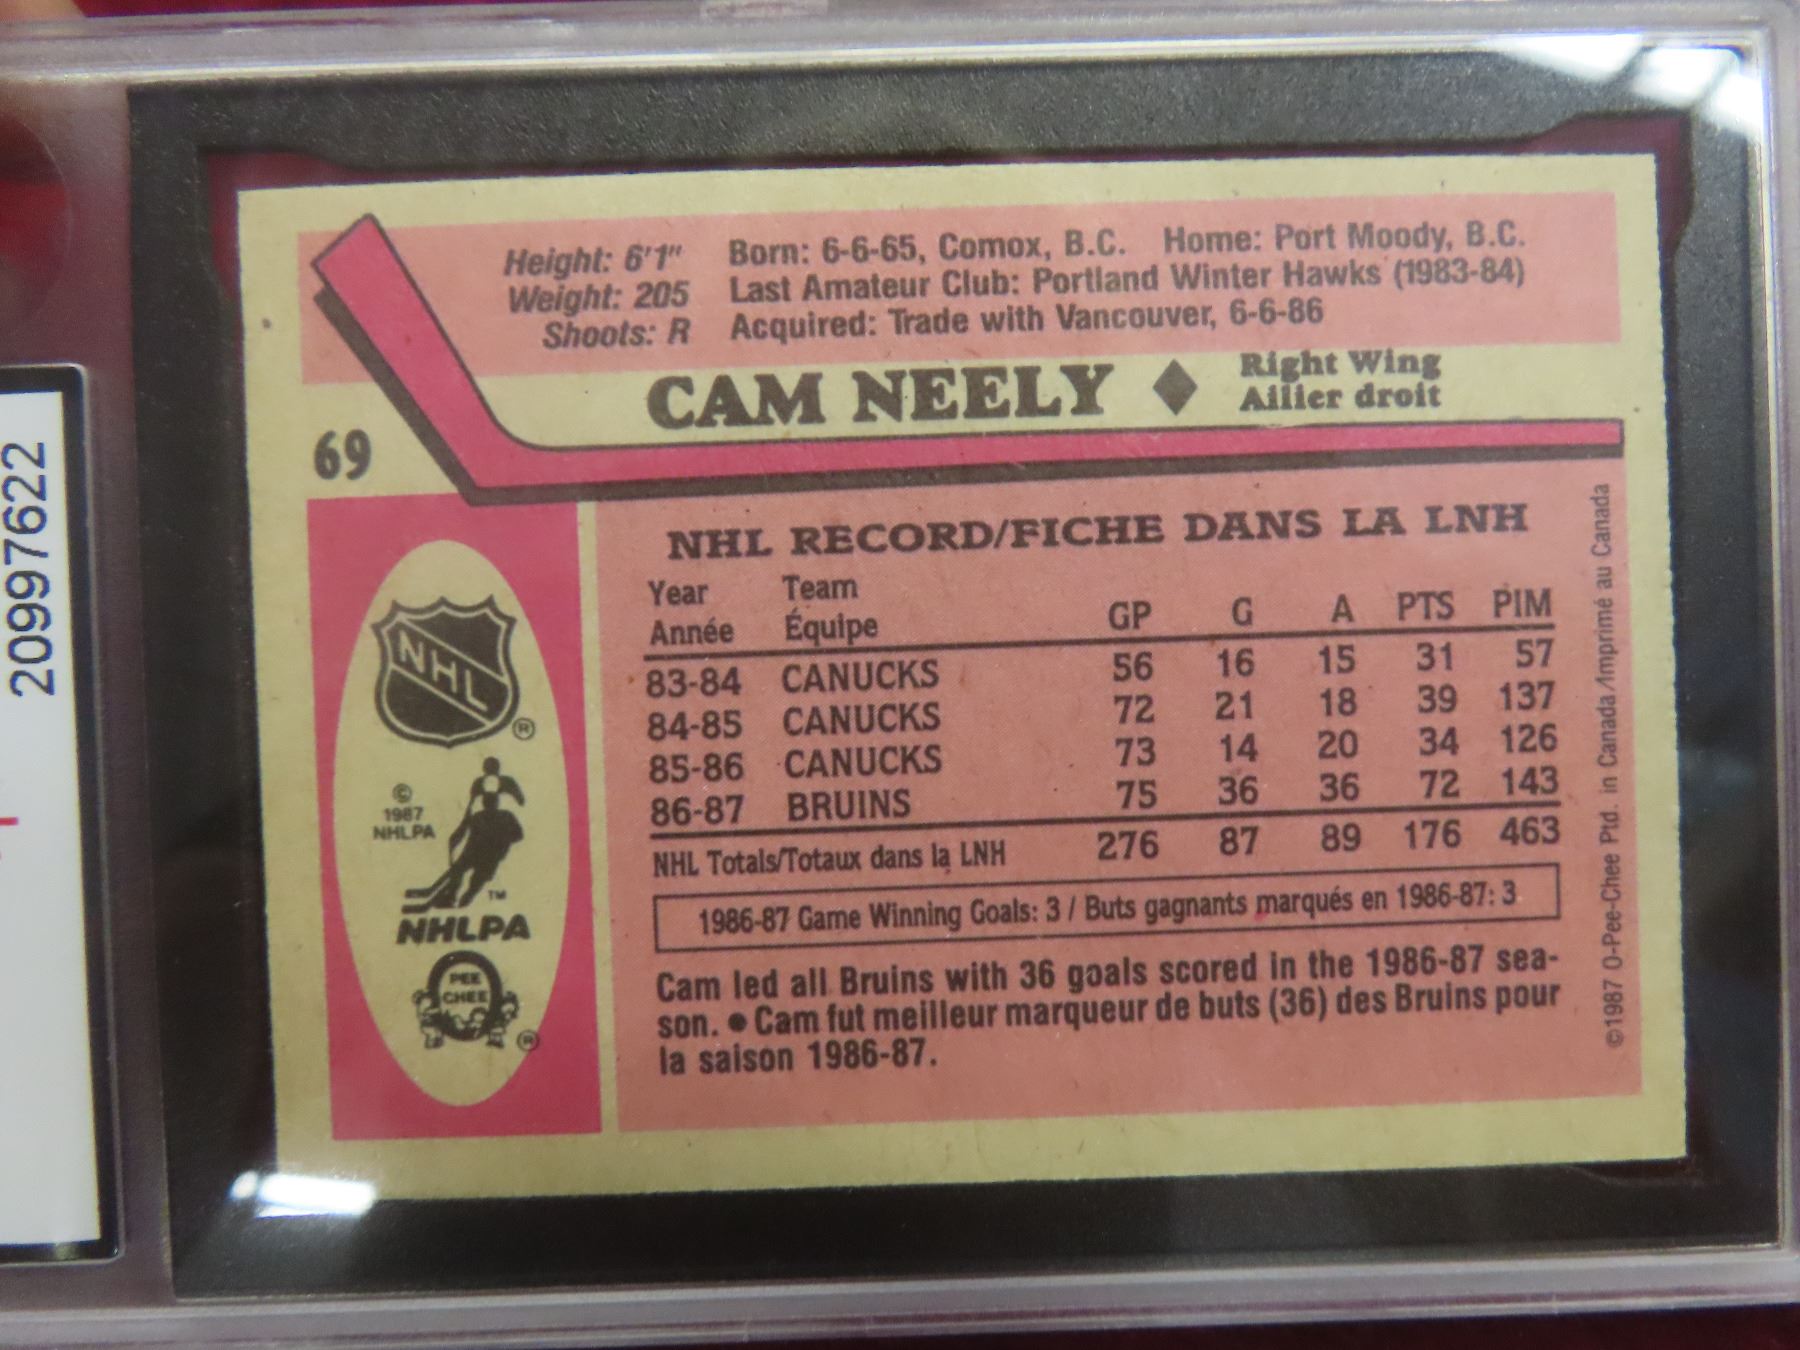 Height: 6'1" Born: 6-6-65, Comox, B.C. Home: Port Moody, B.C.
Weight: 205 Last Amateur Club: Portland Winter Hawks (1983-84)
Shoots: R Acquired: Trade with Vancouver, 6-6-86
CAM NEELY ♦ Right Wing
Ailier droit
69
NHL RECORD/FICHE DANS LA LNH
Year Team
Année Équipe GP G A PTS PIM
83-84 CANUCKS 56 16 15 31 57
84-85 CANUCKS 72 21 18 39 137
85-86 CANUCKS 73 14 20 34 126
86-87 BRUINS 75 36 36 72 143
NHL Totals/Totaux dans la LNH 276 87 89 176 463
1986-87 Game Winning Goals: 3 / Buts gagnants marqués en 1986-87: 3
Cam led all Bruins with 36 goals scored in the 1986-87 sea-
son. ● Cam fut meilleur marqueur de buts (36) des Bruins pour
la saison 1986-87.
NHL
®
©
1987
NHLPA
TM
NHLPA
PEE
CHEE
®
©1987 O-Pee-Chee Ptd. in Canada/Imprimé au Canada
20997622